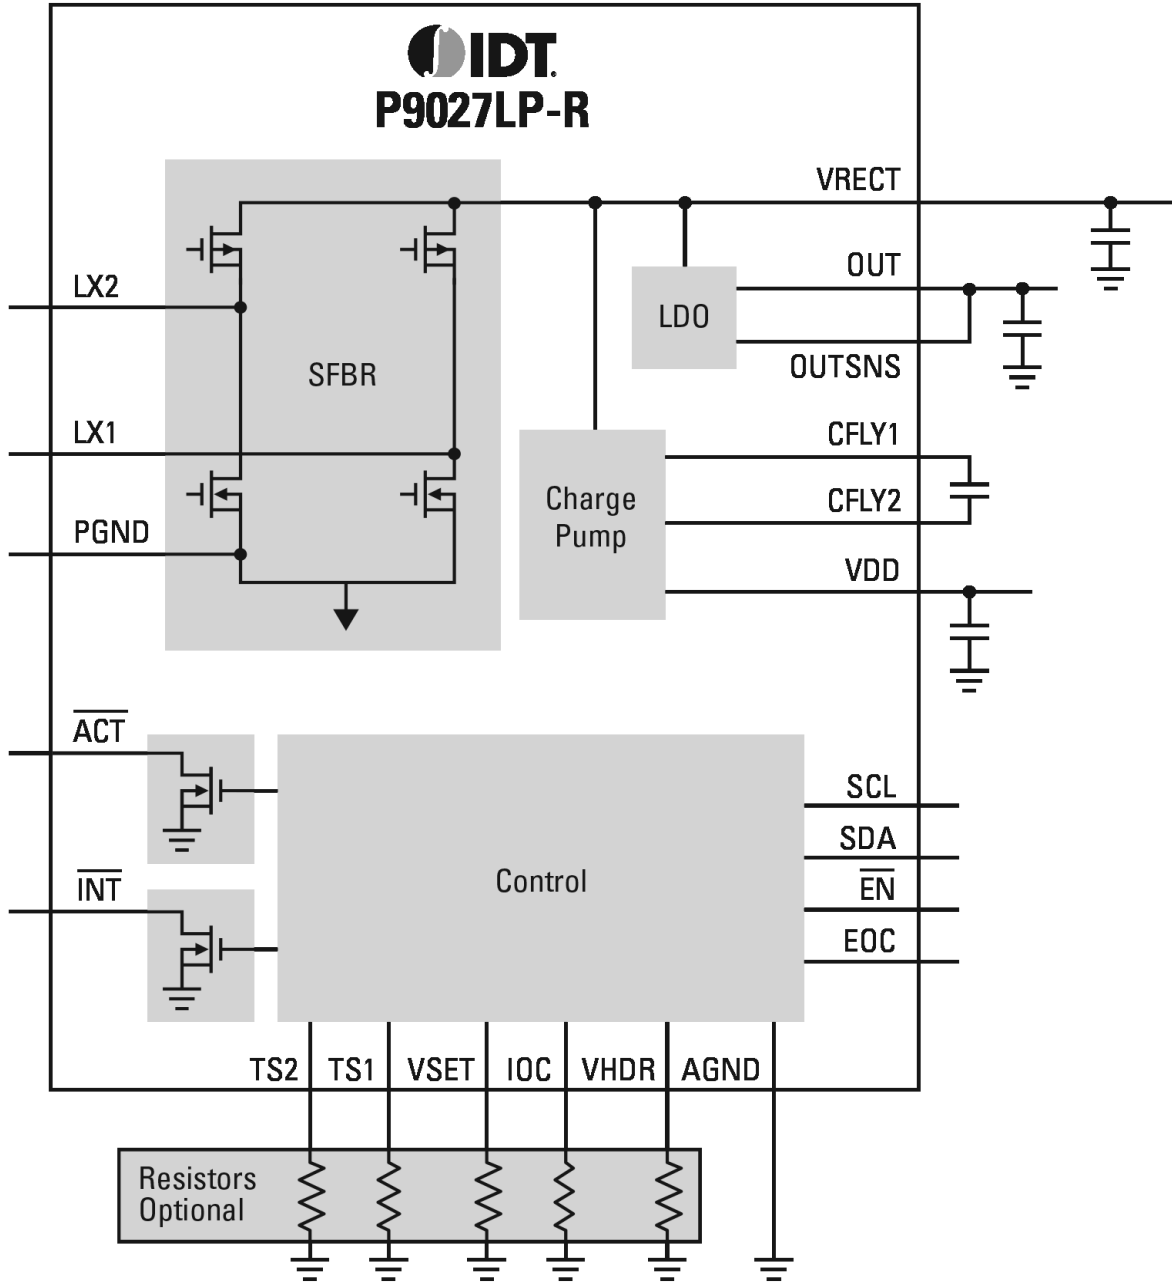 IDT
P9027LP-R
VRECT
OUT
LX2
LDO
OUTSNS
SFBR
LX1
CFLY1
Charge
Pump
CFLY2
PGND
VDD
ACT
SCL
SDA
Control
INT
EN
EOC
TS2 TS1 VSET IOC VHDR AGND
Resistors
Optional